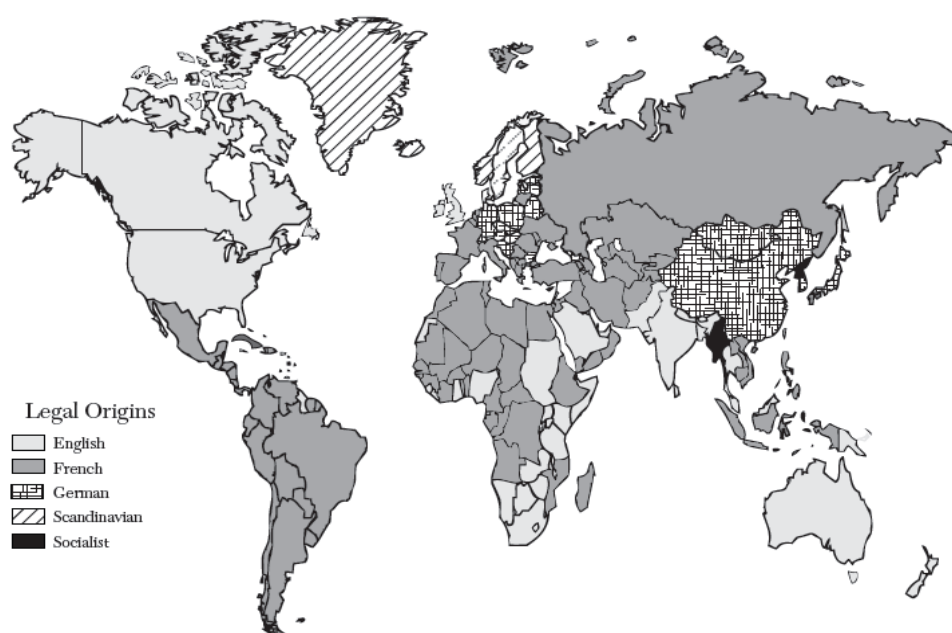 Legal Origins
English
French
German
Scandinavian
Socialist